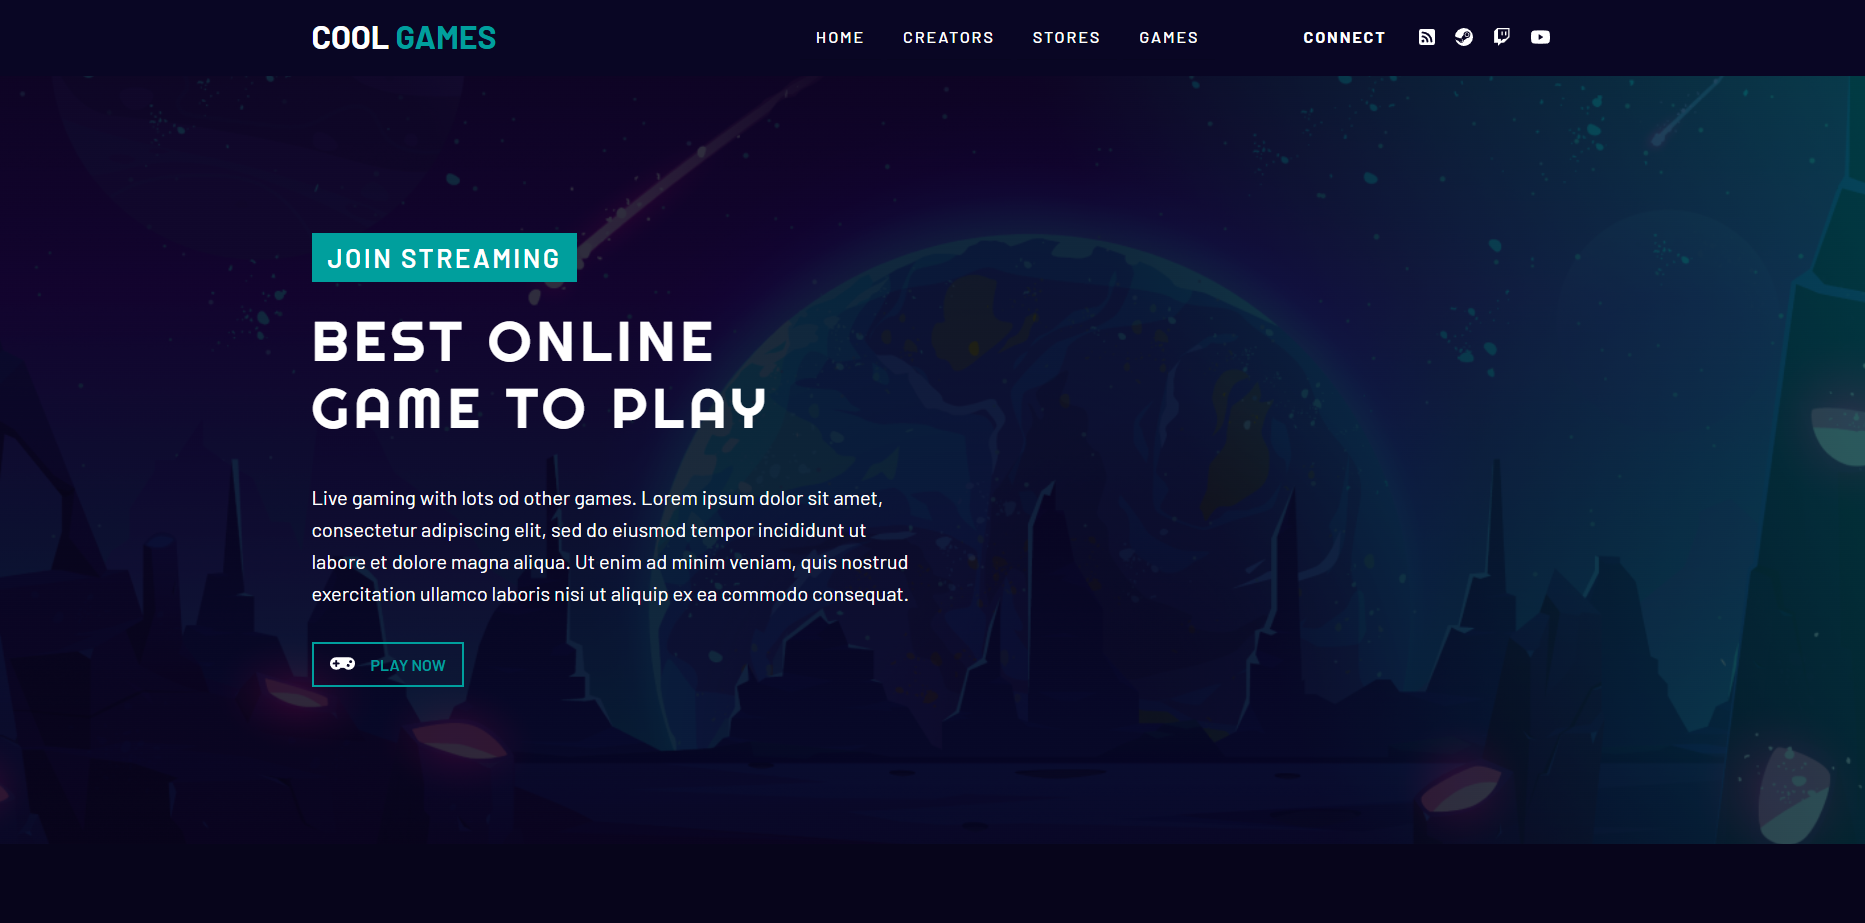 COOL GAMES
HOME CREATORS STORES GAMES CONNECT
JOIN STREAMING
BEST ONLINE
GAME TO PLAY
Live gaming with lots od other games. Lorem ipsum dolor sit amet,
consectetur adipiscing elit, sed do eiusmod tempor incididunt ut
labore et dolore magna aliqua. Ut enim ad minim veniam, quis nostrud
exercitation ullamco laboris nisi ut aliquip ex ea commodo consequat.
PLAY NOW